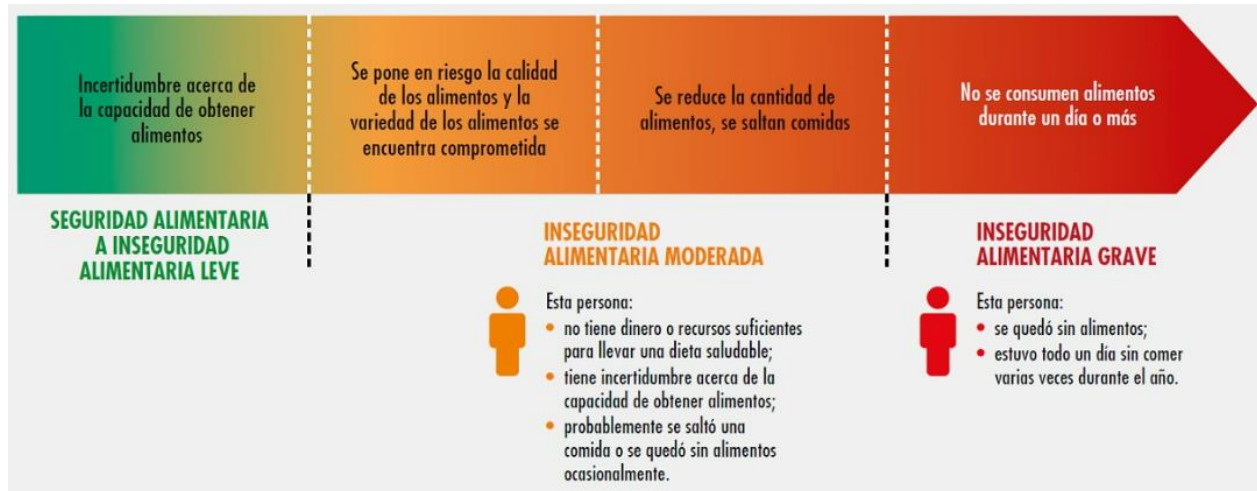 Incertidumbre acerca de
la capacidad de obtener
alimentos
Se pone en riesgo la calidad
de los alimentos y la
variedad de los alimentos se
encuentra comprometida
Se reduce la cantidad de
alimentos, se saltan comidas
No se consumen alimentos
durante un día o más
SEGURIDAD ALIMENTARIA
A INSEGURIDAD
ALIMENTARIA LEVE
INSEGURIDAD
ALIMENTARIA MODERADA
Esta persona:
• no tiene dinero o recursos suficientes
para llevar una dieta saludable;
• tiene incertidumbre acerca de la
capacidad de obtener alimentos;
• probablemente se saltó una
comida o se quedó sin alimentos
ocasionalmente.
INSEGURIDAD
ALIMENTARIA GRAVE
Esta persona:
• se quedó sin alimentos;
• estuvo todo un día sin comer
varias veces durante el año.